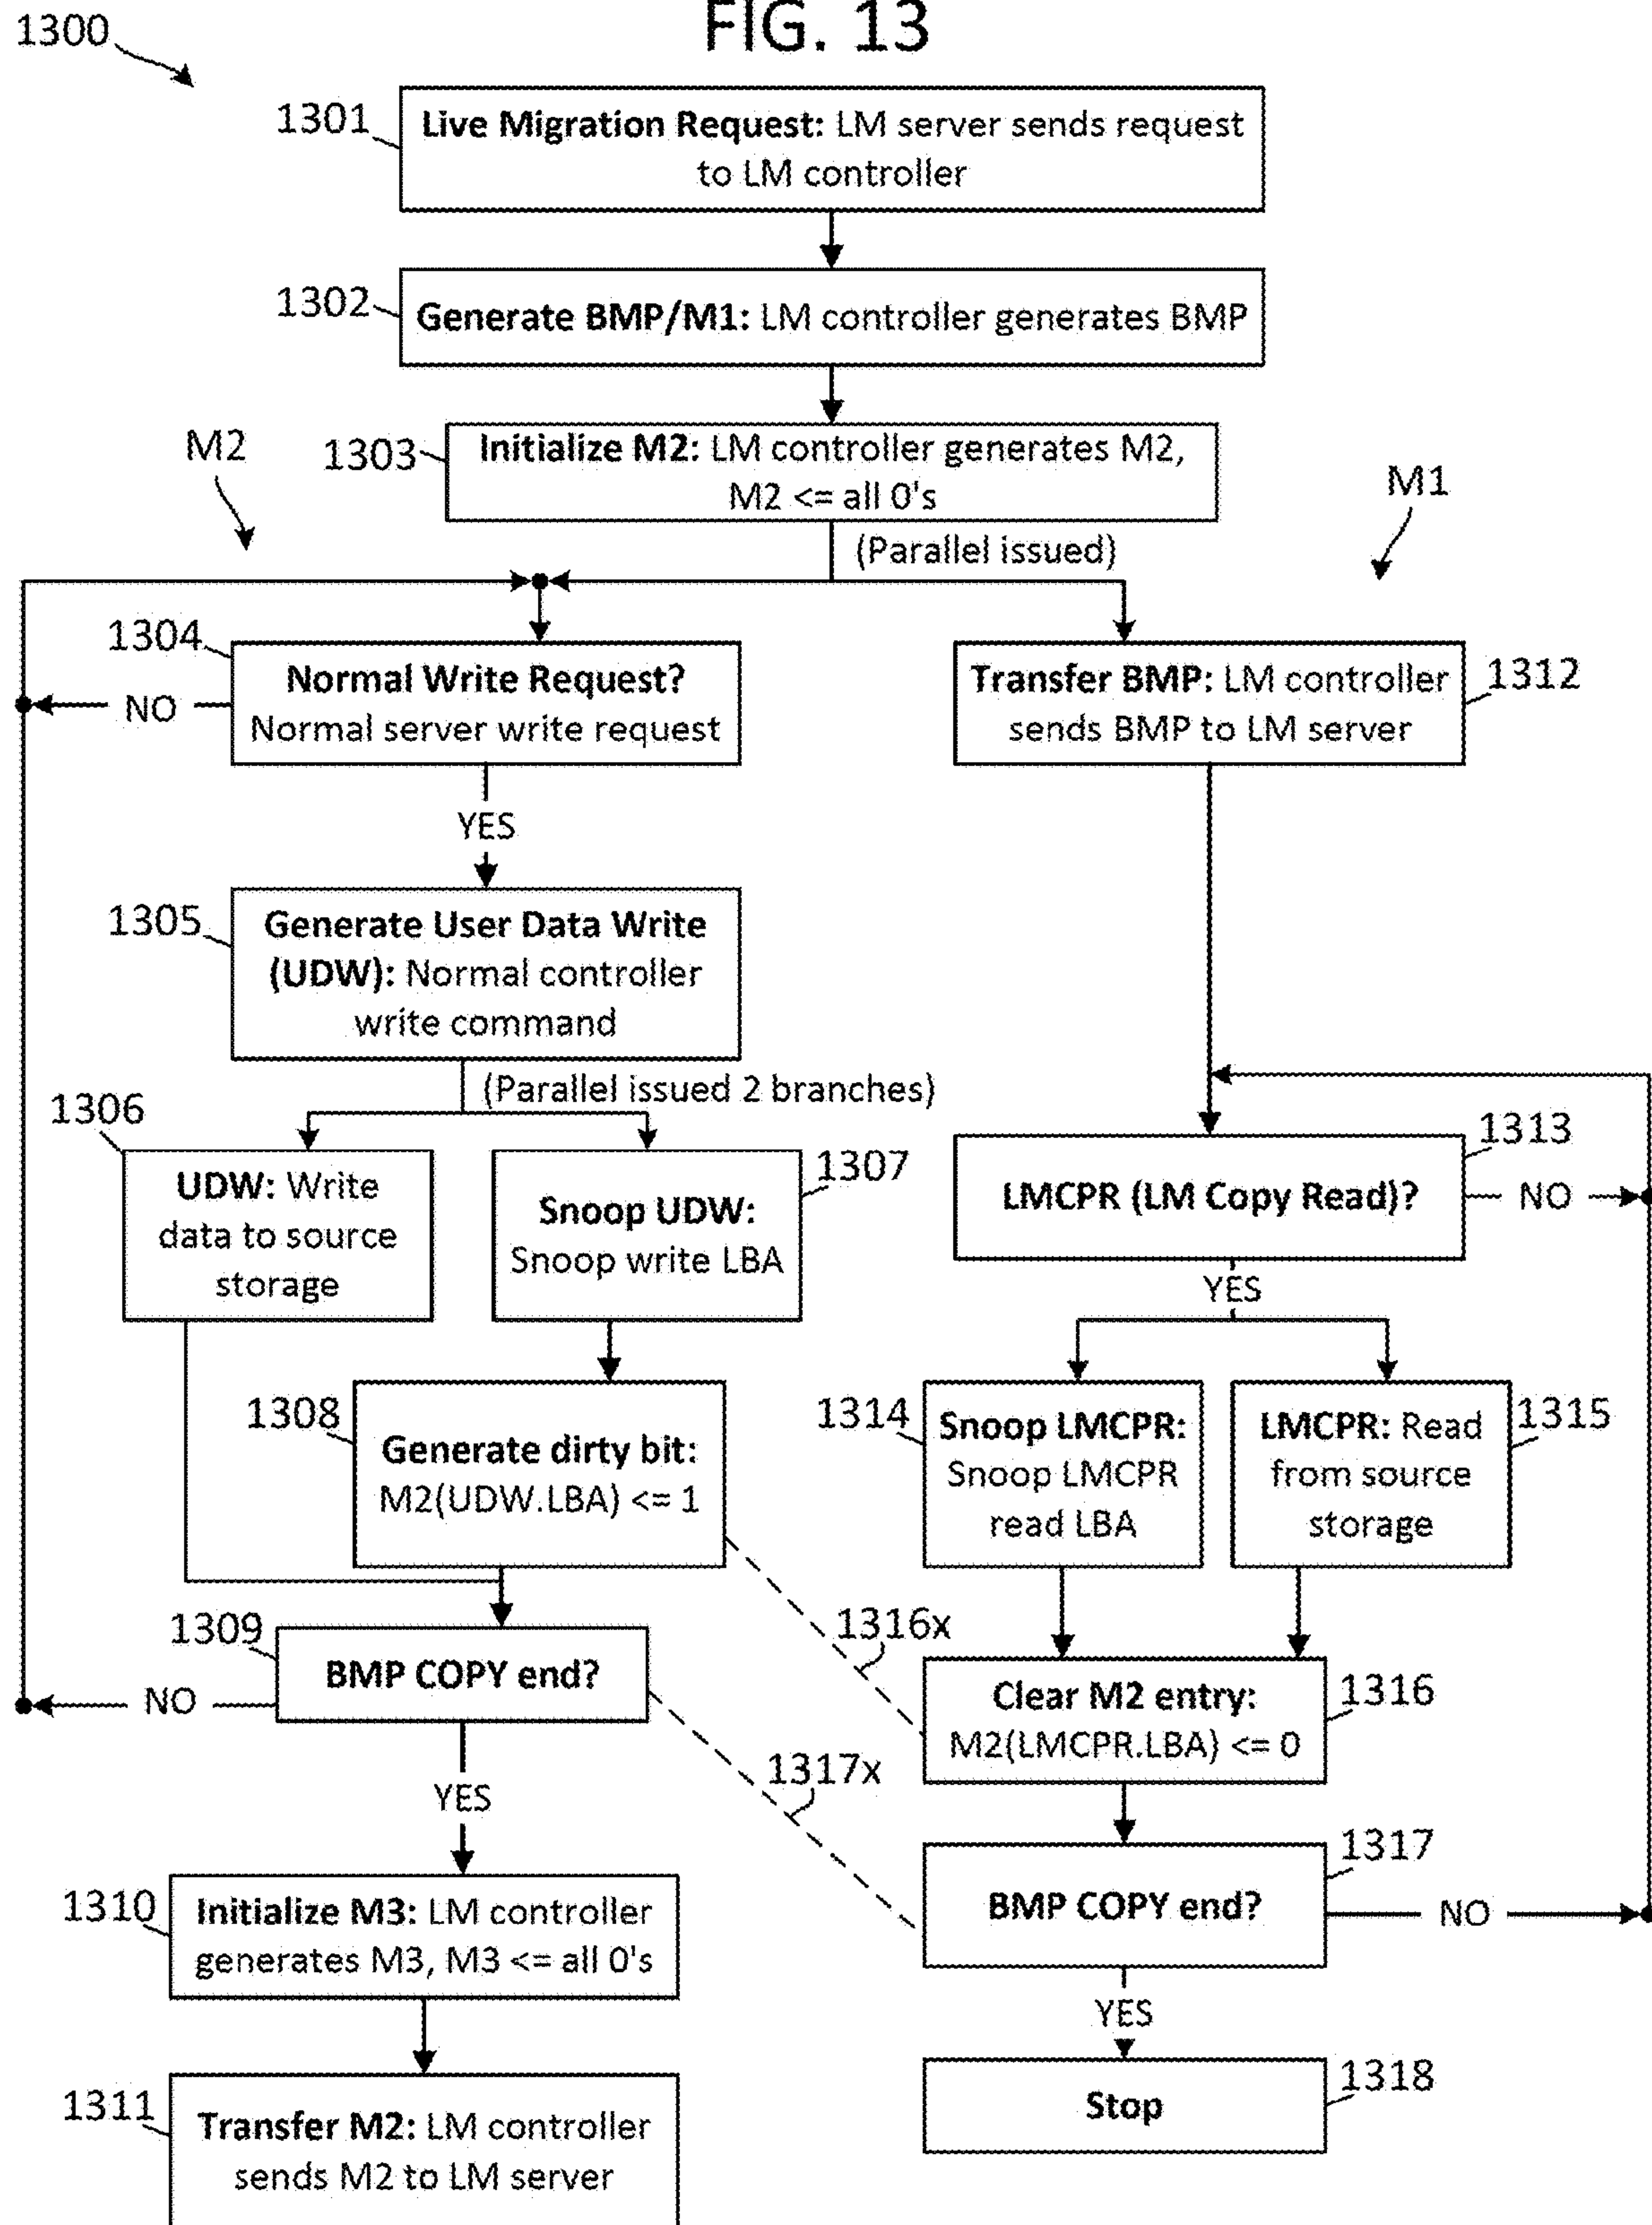 FIG. 13
1300
1301
Live Migration Request: LM server sends request
to LM controller
1302
Generate BMP/M1: LM controller generates BMP
M2
1303
Initialize M2: LM controller generates M2,
M2 <= all 0's
M1
(Parallel issued)
1304
Normal Write Request?
Normal server write request
NO
YES
1305
Generate User Data Write
(UDW): Normal controller
write command
(Parallel issued 2 branches)
1306
UDW: Write
data to source
storage
1307
Snoop UDW:
Snoop write LBA
1308
Generate dirty bit:
M2(UDW.LBA) <= 1
1309
BMP COPY end?
NO
YES
1310
Initialize M3: LM controller
generates M3, M3 <= all 0's
1311
Transfer M2: LM controller
sends M2 to LM server
Transfer BMP: LM controller
sends BMP to LM server
1312
1313
LMCPR (LM Copy Read)?
NO
YES
1314
Snoop LMCPR:
Snoop LMCPR
read LBA
LMCPR: Read
from source
storage
1315
1316x
Clear M2 entry:
M2(LMCPR.LBA) <= 0
1316
1317x
BMP COPY end?
1317
NO
YES
Stop
1318